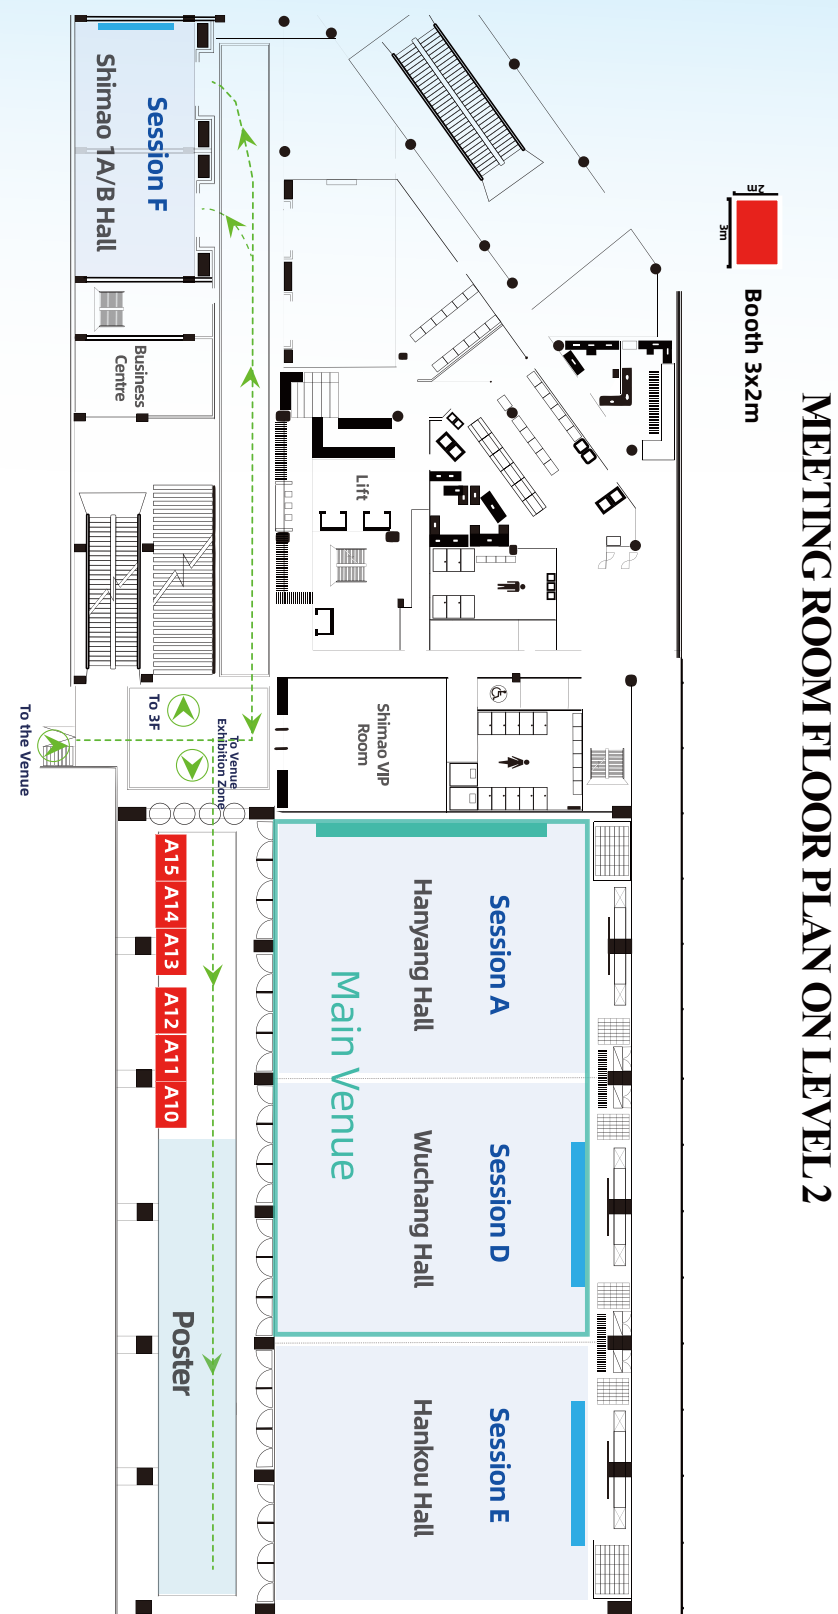 MEETING ROOM FLOOR PLAN ON LEVEL 2
2m
3m
Booth 3x2m
Session F
Shimao 1A/B Hall
Business
Centre
Lift
To the Venue
To 3F
To Venue
Exhibition Zone
Shimao VIP
Room
A15
A14
A13
A12
A11
A10
Session A
Hanyang Hall
Main Venue
Session D
Wuchang Hall
Session E
Hankou Hall
Poster